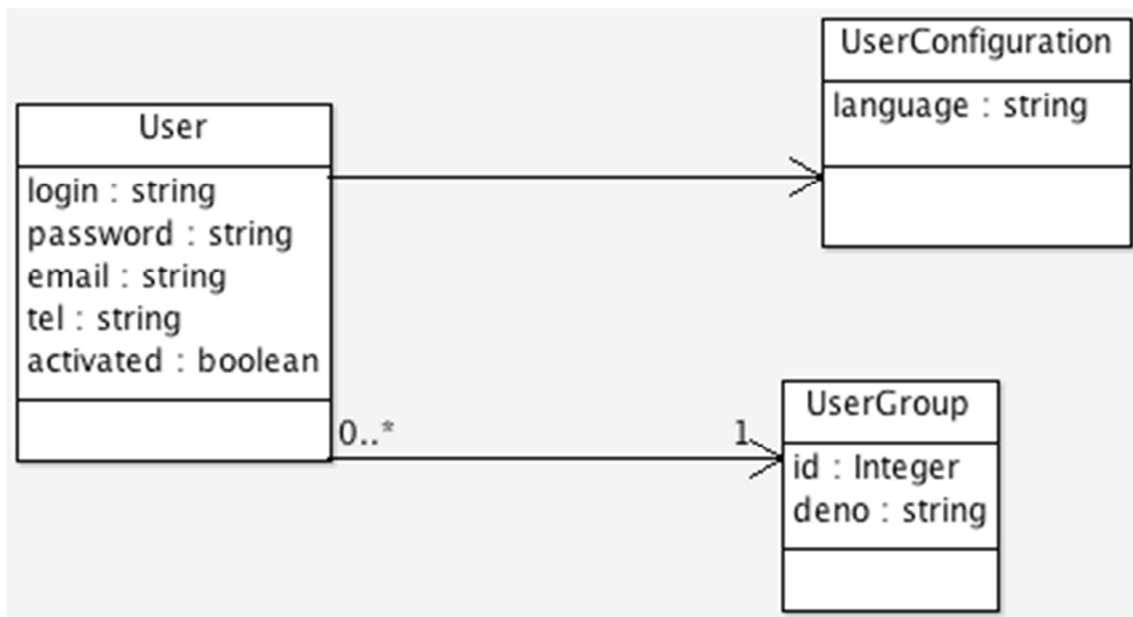 User
login : string
password : string
email : string
tel : string
activated : boolean
UserConfiguration
language : string
0..*
1
UserGroup
id : Integer
deno : string